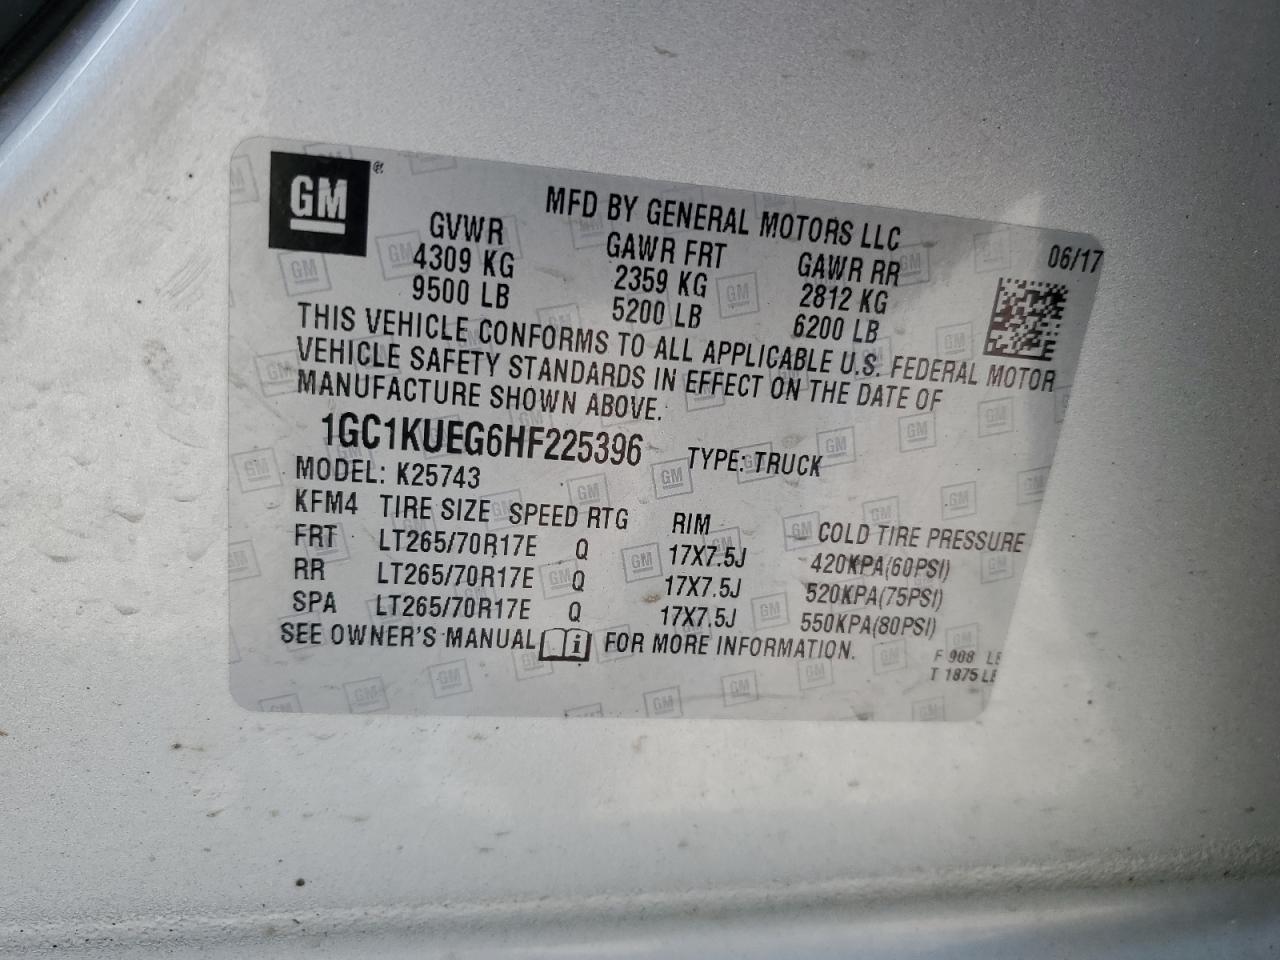 GM®
MFD BY GENERAL MOTORS LLC
06/17
GVWR GAWR FRT GAWR RR
4309 KG 2359 KG 2812 KG
9500 LB 5200 LB 6200 LB
THIS VEHICLE CONFORMS TO ALL APPLICABLE U.S. FEDERAL MOTOR
VEHICLE SAFETY STANDARDS IN EFFECT ON THE DATE OF
MANUFACTURE SHOWN ABOVE.
1GC1KUEG6HF225396 TYPE: TRUCK
MODEL: K25743
KFM4 TIRE SIZE SPEED RTG RIM COLD TIRE PRESSURE
FRT LT265/70R17E Q 17X7.5J 420KPA(60PSI)
RR LT265/70R17E Q 17X7.5J 520KPA(75PSI)
SPA LT265/70R17E Q 17X7.5J 550KPA(80PSI)
SEE OWNER'S MANUAL i FOR MORE INFORMATION.
F 908 LB
T 1875 LB